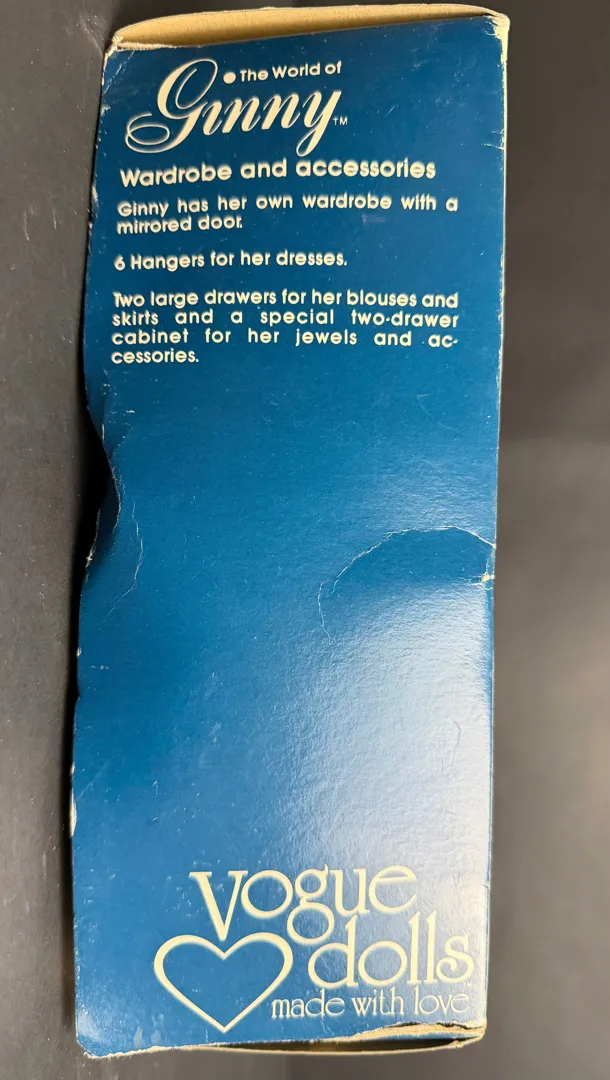 The World of
Ginny™
Wardrobe and accessories
Ginny has her own wardrobe with a
mirrored door.
6 Hangers for her dresses.
Two large drawers for her blouses and
skirts and a special two-drawer
cabinet for her jewels and ac-
cessories.
vogue
dolls™
made with love